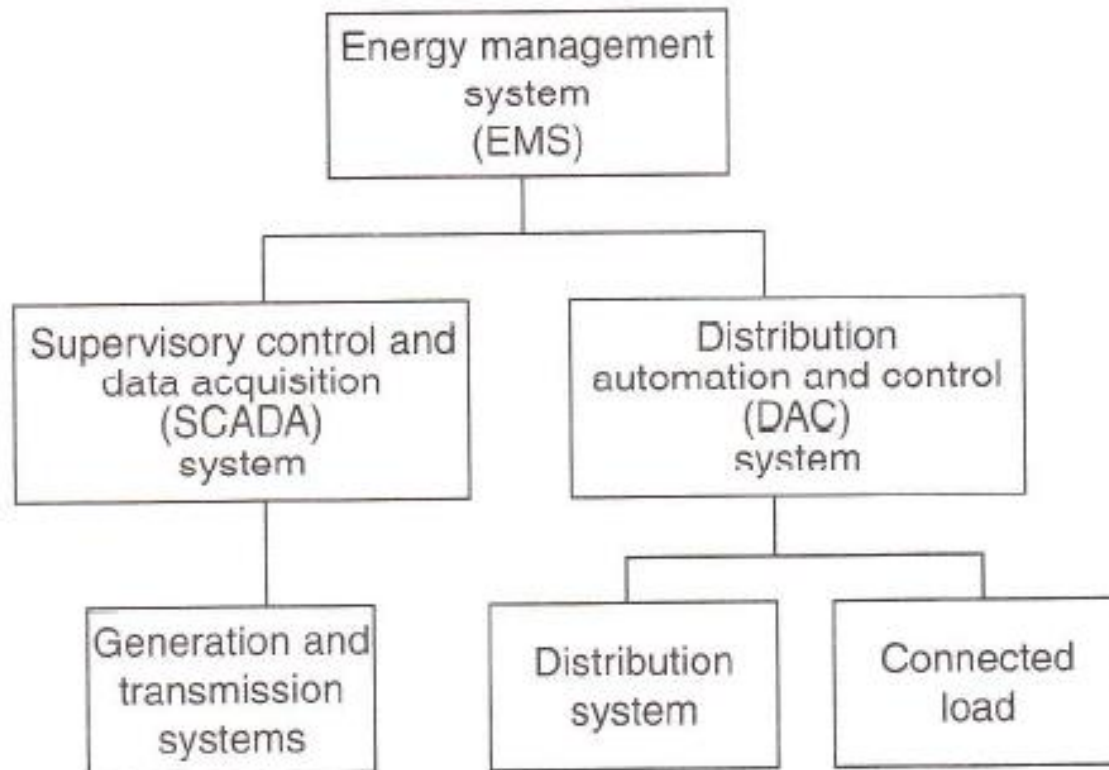 Energy management
system
(EMS)
Supervisory control and
data acquisition
(SCADA)
system
Distribution
automation and control
(DAC)
system
Generation and
transmission
systems
Distribution
system
Connected
load